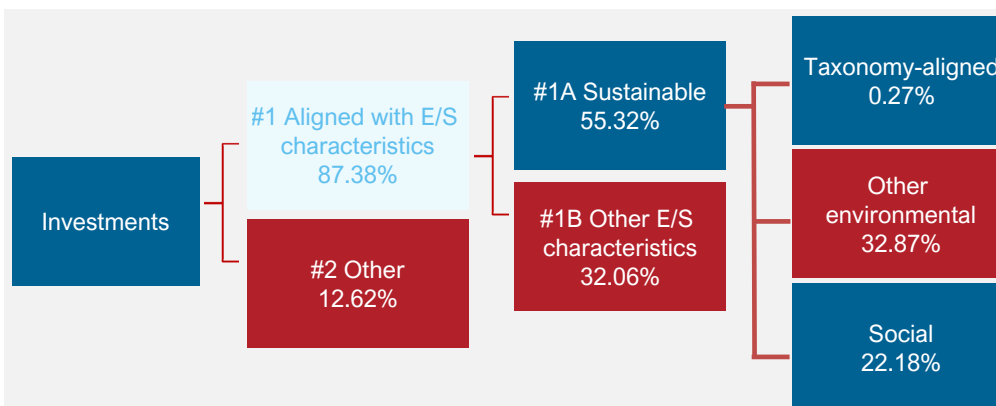 Investments
#1 Aligned with E/S
characteristics
87.38%
#2 Other
12.62%
#1A Sustainable
55.32%
#1B Other E/S
characteristics
32.06%
Taxonomy-aligned
0.27%
Other
environmental
32.87%
Social
22.18%